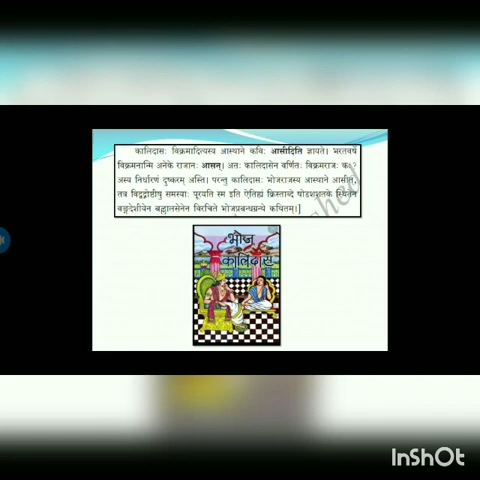 कालिदासः विक्रमादित्यस्य आस्थाने कविः आसीदिति ज्ञायते। भरतवर्षे
विक्रमनाम्नि अनेके राजानः आसन्। अतः कालिदासेन वर्णितः विक्रमराजः कः?
अस्य निर्धारणं दुष्करम् अस्ति। परन्तु कालिदासः भोजराजस्य आस्थाने आसीत्,
तत्र विद्वद्गोष्ठीषु समस्याः पूरयति स्म इति ऐतिह्यं क्रिस्ताब्दे षोडशशतके स्थितेन
वङ्गदेशीयेन बल्लालसेनेन विरचिते भोजप्रबन्धग्रन्थे कथितम्।]
भोज
कालिदास
InShOt